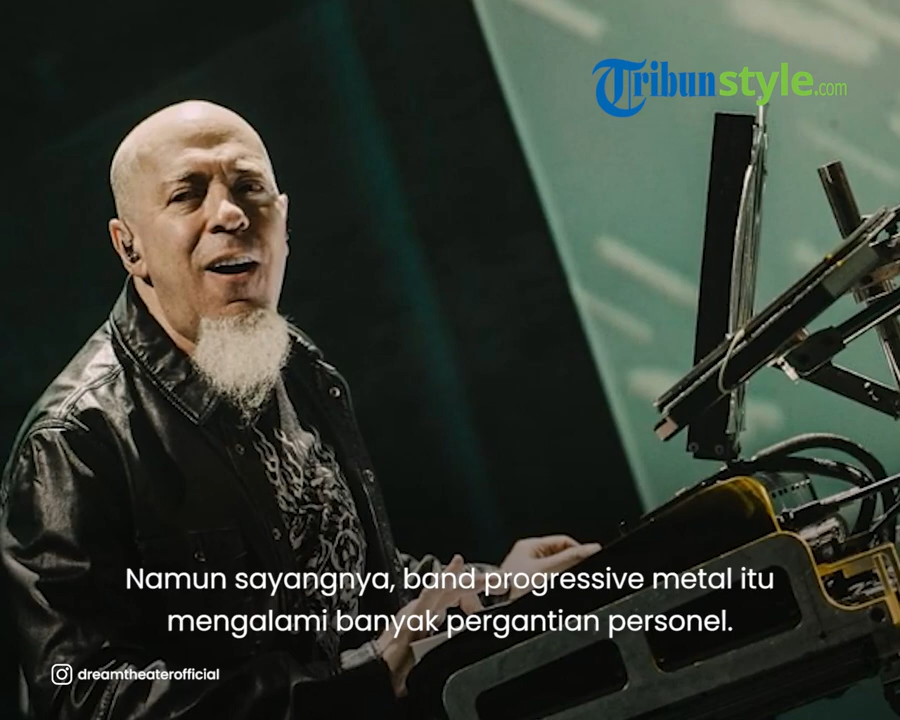 Tribunstyle.com
Namun sayangnya, band progressive metal itu
mengalami banyak pergantian personel.
dreamtheaterofficial